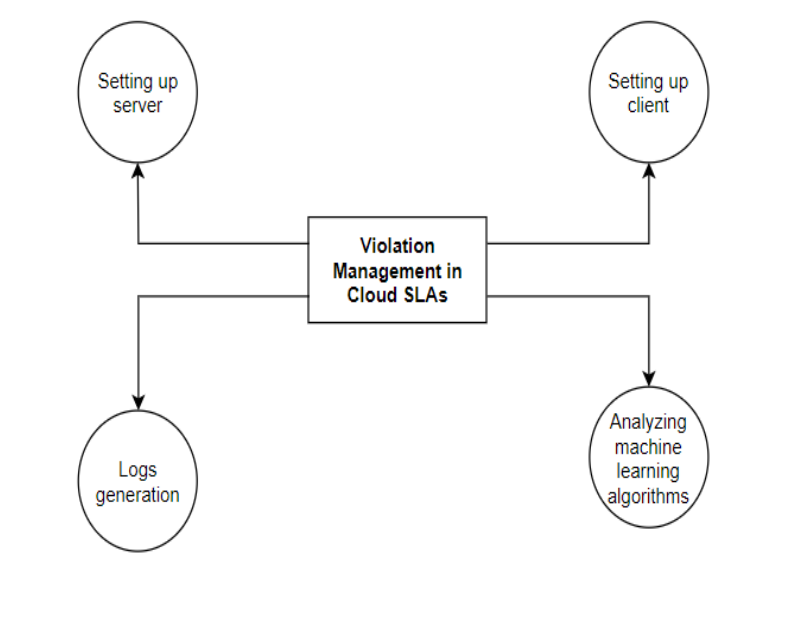 Setting up
server
Setting up
client
Violation
Management in
Cloud SLAs
Logs
generation
Analyzing
machine
learning
algorithms